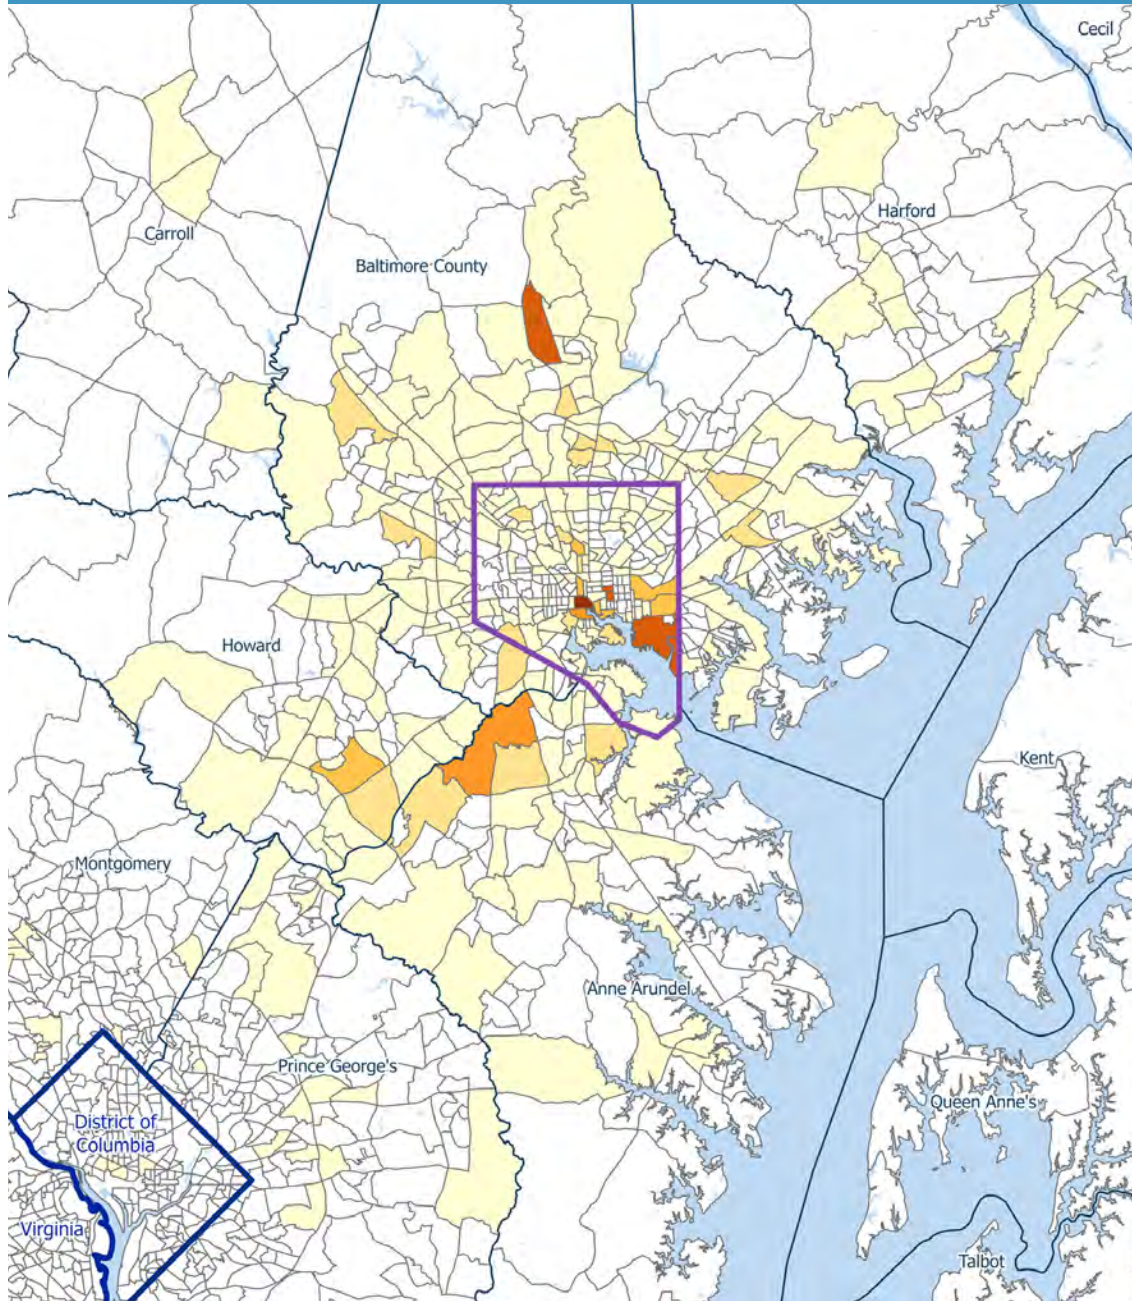 Cecil
Harford
Carroll
Baltimore County
Howard
Kent
Montgomery
Anne Arundel
Prince George's
Queen Anne's
District of
Columbia
Virginia
Talbot